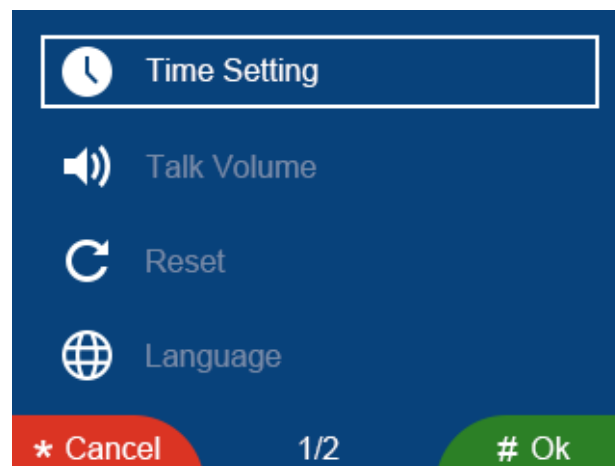 Time Setting
Talk Volume
Reset
Language
* Cancel 1/2 # Ok